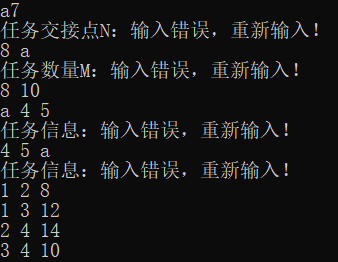 a7
任务交接点N：输入错误，重新输入！
8 a
任务数量M：输入错误，重新输入！
8 10
a 4 5
任务信息：输入错误，重新输入！
4 5 a
任务信息：输入错误，重新输入！
1 2 8
1 3 12
2 4 14
3 4 10